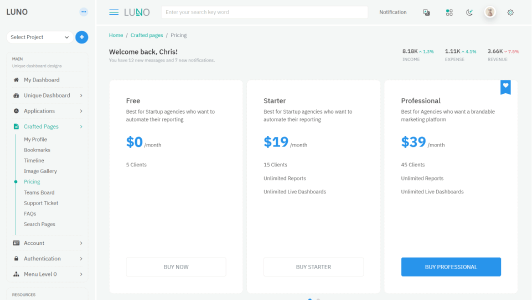 LUNO
Select Project
MAIN
Unique dashboard designs
My Dashboard
Unique Dashboard
Applications
Crafted Pages
My Profile
Bookmarks
Timeline
Image Gallery
Pricing
Teams Board
Support Ticket
FAQs
Search Pages
Account
Authentication
Menu Level 0
RESOURCES
LUNO
Enter your search key word
Notification
Home / Crafted pages / Pricing
Welcome back, Chris!
You have 12 new messages and 7 new notifications.
8.18K
INCOME
1.11K
EXPENSE
3.66K
REVENUE
Free
Best for Startup agencies who want to
automate their reporting
$0 /month
5 Clients
BUY NOW
Starter
Best for Startup agencies who want to
automate their reporting
$19 /month
15 Clients
Unlimited Reports
Unlimited Live Dashboards
BUY STARTER
Professional
Best for Agencies who want a brandable
marketing platform
$39 /month
45 Clients
Unlimited Reports
Unlimited Live Dashboards
BUY PROFESSIONAL